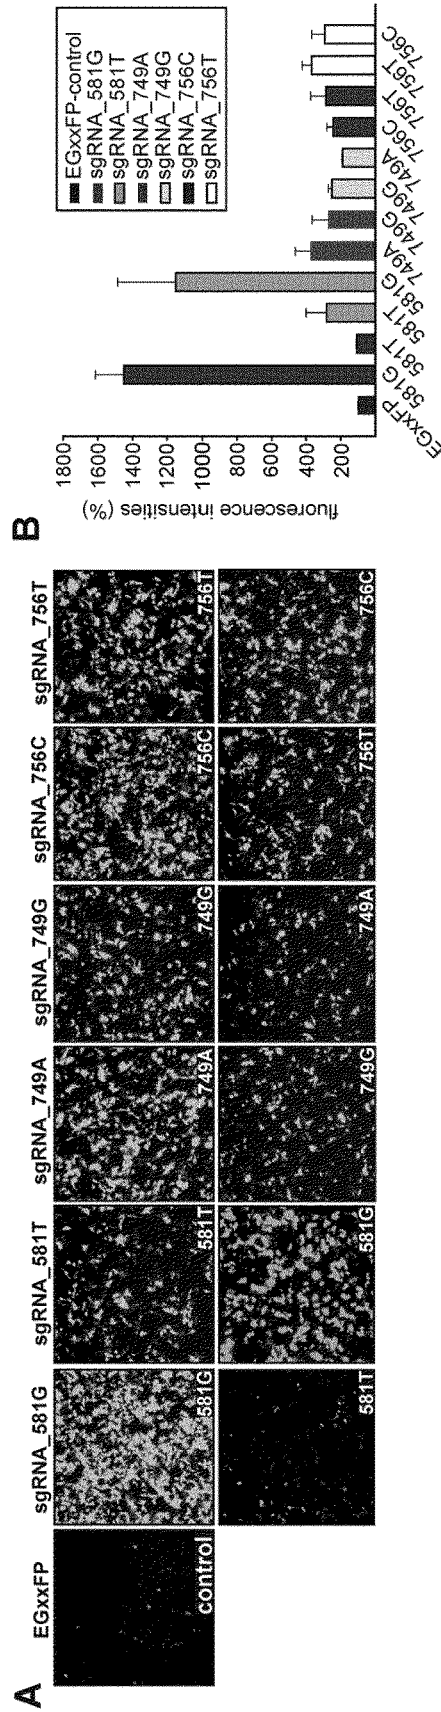 A
EGxxFP
sgRNA_581G
sgRNA_581T
sgRNA_749A
sgRNA_749G
sgRNA_756C
sgRNA_756T
control
581G
581T
749A
749G
756C
756T
581T
581G
749G
749A
756T
756C
B
fluorescence intensities (%)
1800
1600
1400
1200
1000
800
600
400
200
EGxxFP-control
sgRNA_581G
sgRNA_581T
sgRNA_749A
sgRNA_749G
sgRNA_756C
sgRNA_756T
EGxxFP
581G
581T
581T
581G
749A
749G
749G
749A
756C
756T
756T
756C